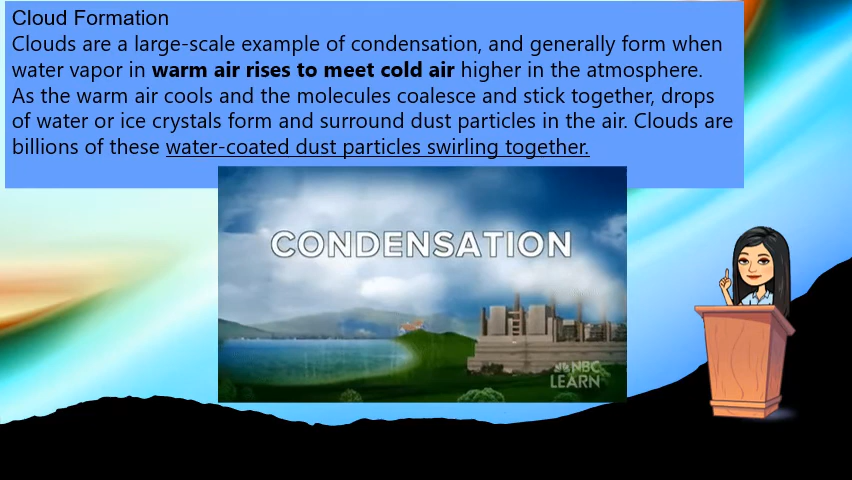 Cloud Formation
Clouds are a large-scale example of condensation, and generally form when
water vapor in warm air rises to meet cold air higher in the atmosphere.
As the warm air cools and the molecules coalesce and stick together, drops
of water or ice crystals form and surround dust particles in the air. Clouds are
billions of these water-coated dust particles swirling together.
CONDENSATION
NBC
LEARN